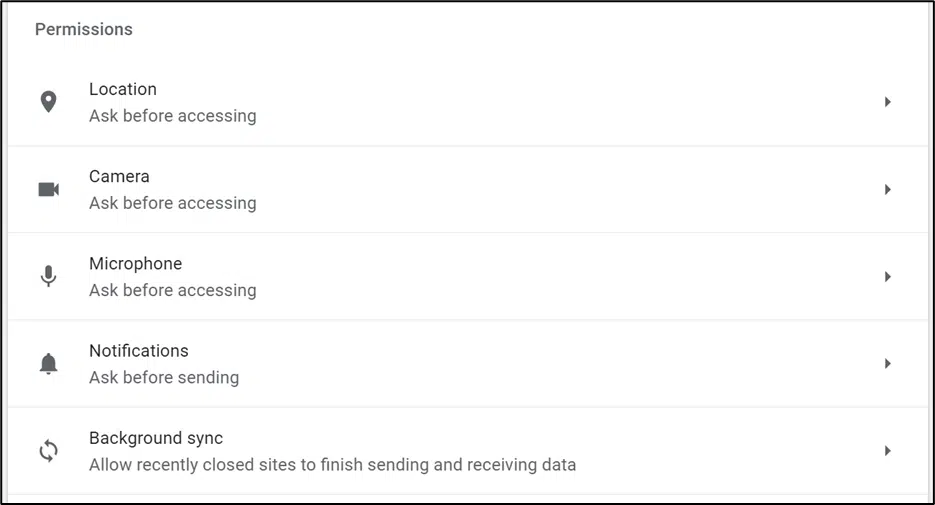 Permissions
Location
Ask before accessing
Camera
Ask before accessing
Microphone
Ask before accessing
Notifications
Ask before sending
Background sync
Allow recently closed sites to finish sending and receiving data